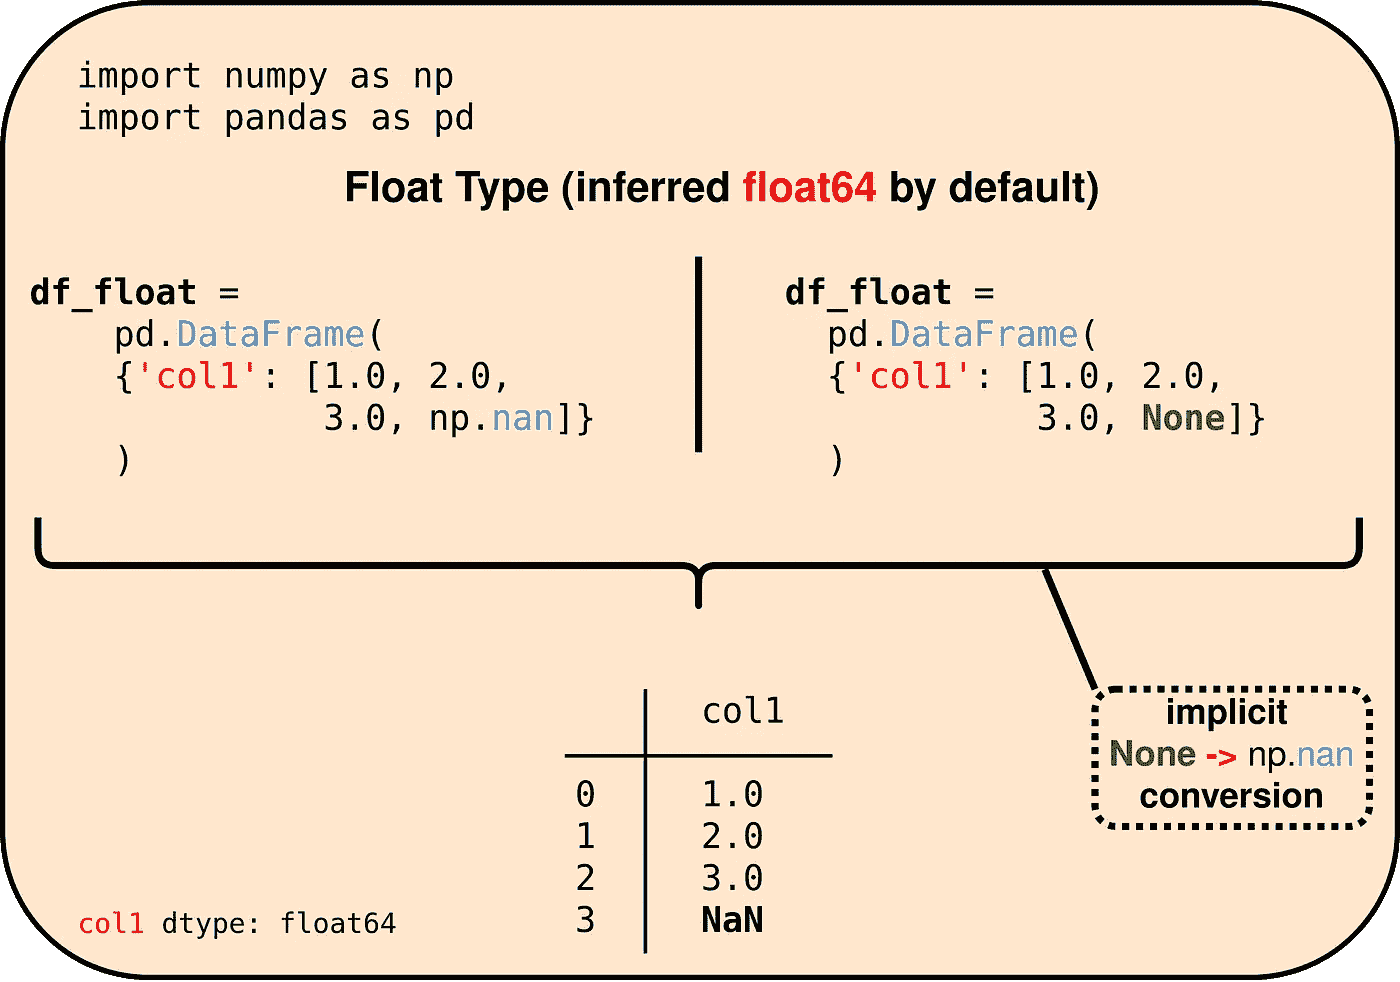 import numpy as np
import pandas as pd
Float Type (inferred float64 by default)
df_float =
pd.DataFrame(
{'col1': [1.0, 2.0,
3.0, np.nan]}
)
df_float =
pd.DataFrame(
{'col1': [1.0, 2.0,
3.0, None]}
)
implicit
None -> np.nan
conversion
col1
0 1.0
1 2.0
2 3.0
3 NaN
col1 dtype: float64